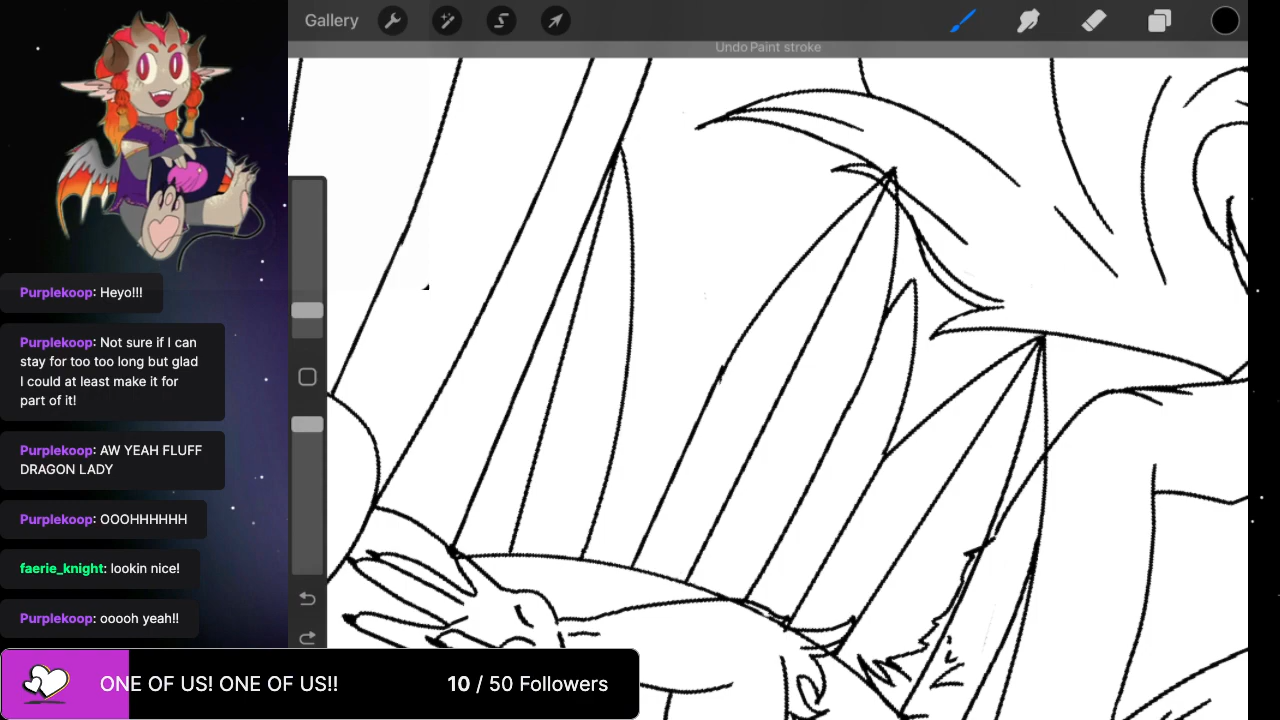 Gallery
Undo Paint stroke
Purplekoop: Heyo!!!
Purplekoop: Not sure if I can
stay for too too long but glad
I could at least make it for
part of it!
Purplekoop: AW YEAH FLUFF
DRAGON LADY
Purplekoop: OOOHHHHHH
faerie_knight: lookin nice!
Purplekoop: ooooh yeah!!
ONE OF US! ONE OF US!!
10 / 50 Followers